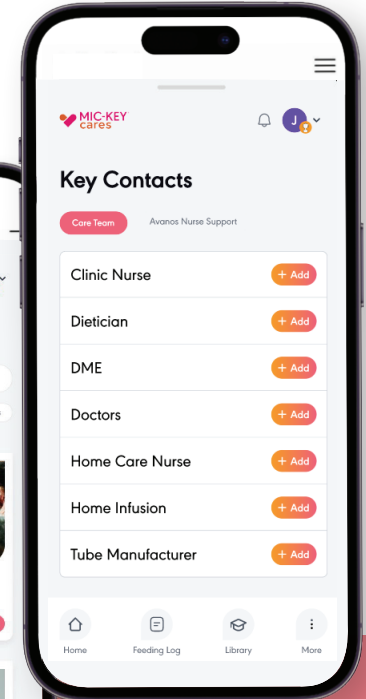 MIC-KEY
cares
J
Key Contacts
Care Team
Avanos Nurse Support
Clinic Nurse
+ Add
Dietician
+ Add
DME
+ Add
Doctors
+ Add
Home Care Nurse
+ Add
Home Infusion
+ Add
Tube Manufacturer
+ Add
Home
Feeding Log
Library
More